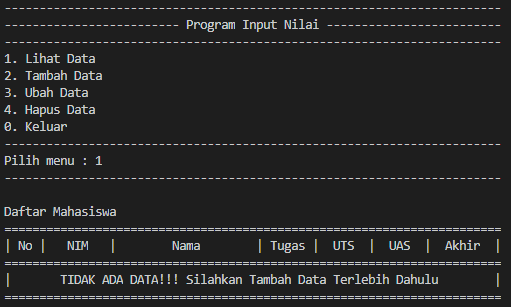 -----------------------------------------------------------------------
------------------------- Program Input Nilai -------------------------
-----------------------------------------------------------------------
1. Lihat Data
2. Tambah Data
3. Ubah Data
4. Hapus Data
0. Keluar
-----------------------------------------------------------------------
Pilih menu : 1
-----------------------------------------------------------------------
Daftar Mahasiswa
=======================================================================
| No |   NIM   |        Nama        | Tugas |  UTS  |  UAS  |  Akhir  |
=======================================================================
|       TIDAK ADA DATA!!! Silahkan Tambah Data Terlebih Dahulu        |
=======================================================================